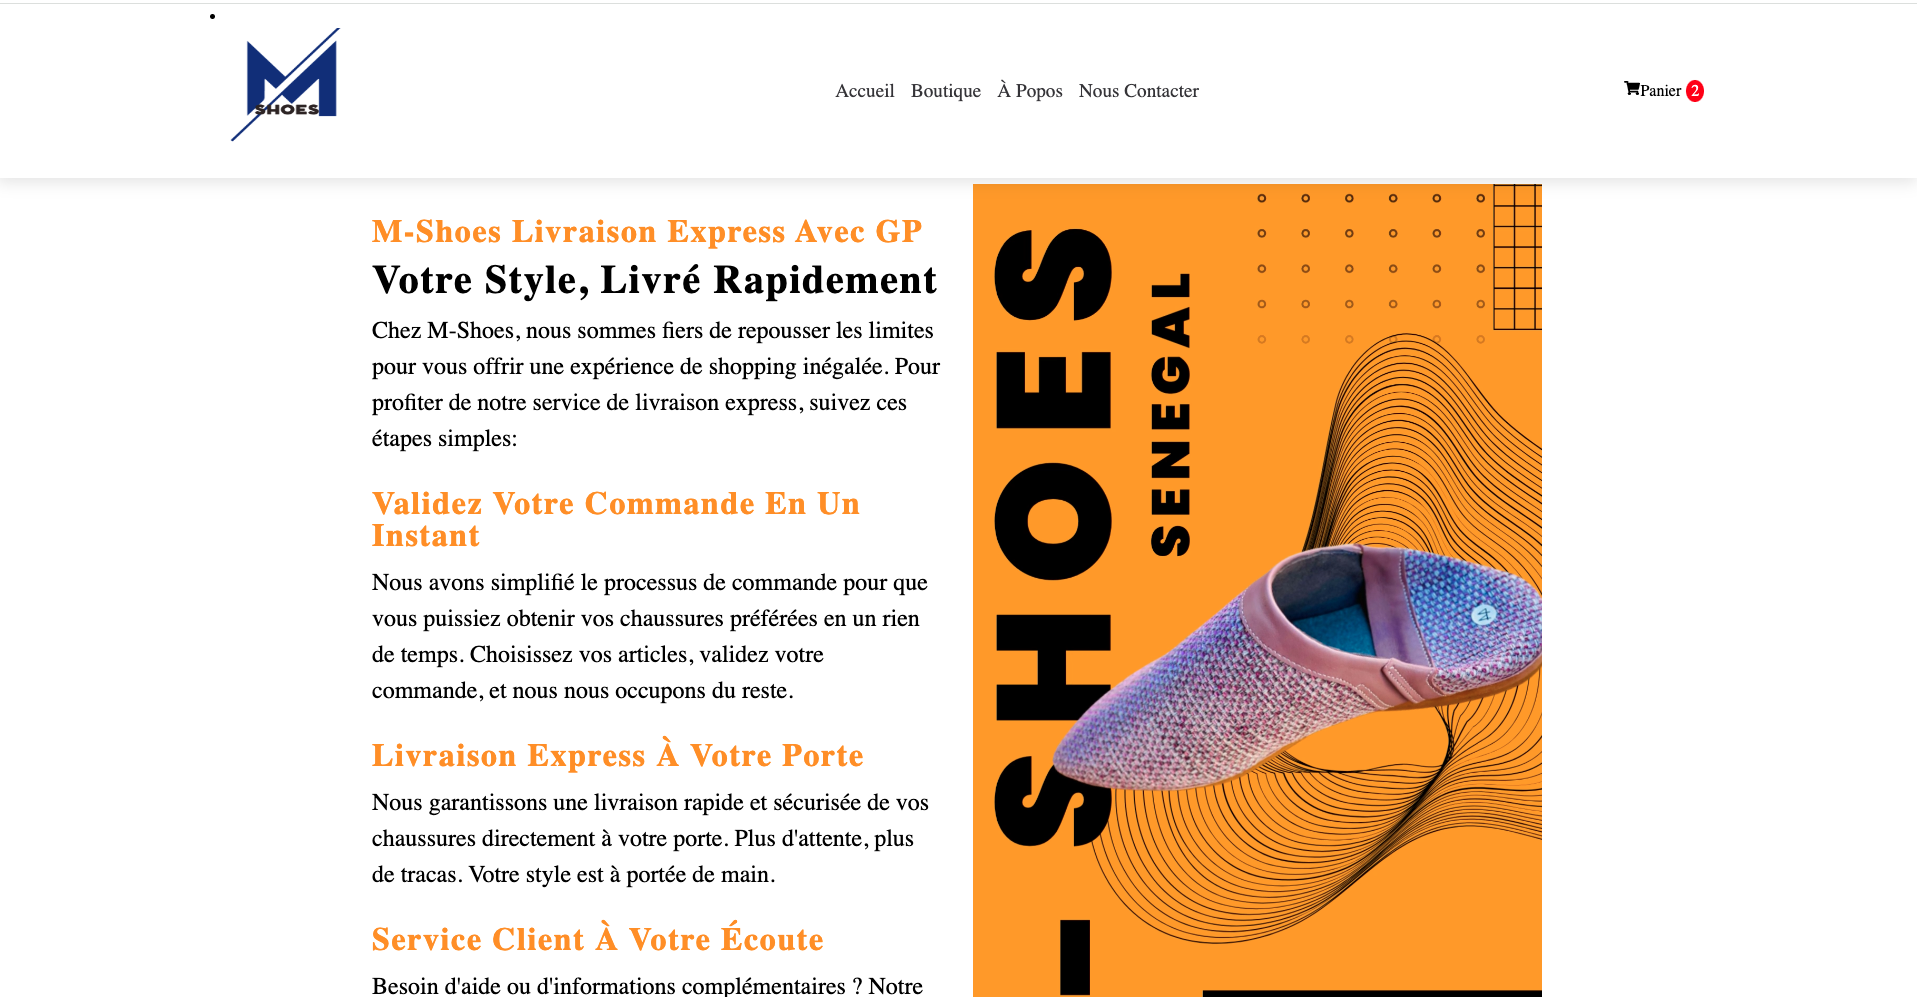 M
SHOES
Accueil Boutique À Popos Nous Contacter
Panier 2
M-Shoes Livraison Express Avec GP
Votre Style, Livré Rapidement
Chez M-Shoes, nous sommes fiers de repousser les limites
pour vous offrir une expérience de shopping inégalée. Pour
profiter de notre service de livraison express, suivez ces
étapes simples:
Validez Votre Commande En Un
Instant
Nous avons simplifié le processus de commande pour que
vous puissiez obtenir vos chaussures préférées en un rien
de temps. Choisissez vos articles, validez votre
commande, et nous nous occupons du reste.
Livraison Express À Votre Porte
Nous garantissons une livraison rapide et sécurisée de vos
chaussures directement à votre porte. Plus d'attente, plus
de tracas. Votre style est à portée de main.
Service Client À Votre Écoute
Besoin d'aide ou d'informations complémentaires ? Notre
-SHOES
SENEGAL